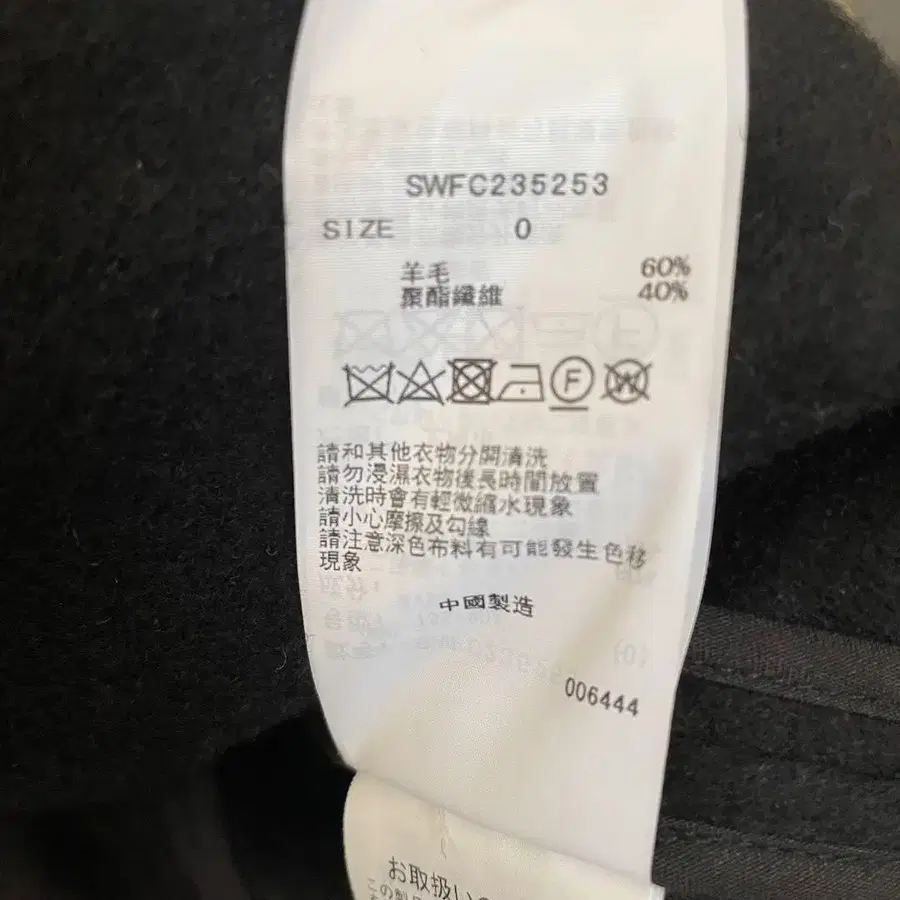 SWFC235253
SIZE 0
羊毛 60%
聚酯纖維 40%
F W
請和其他衣物分開清洗
請勿浸濕衣物後長時間放置
清洗時會有輕微縮水現象
請小心摩擦及勾線
請注意深色布料有可能發生色移
現象
中國製造
006444
お取扱い
この製品